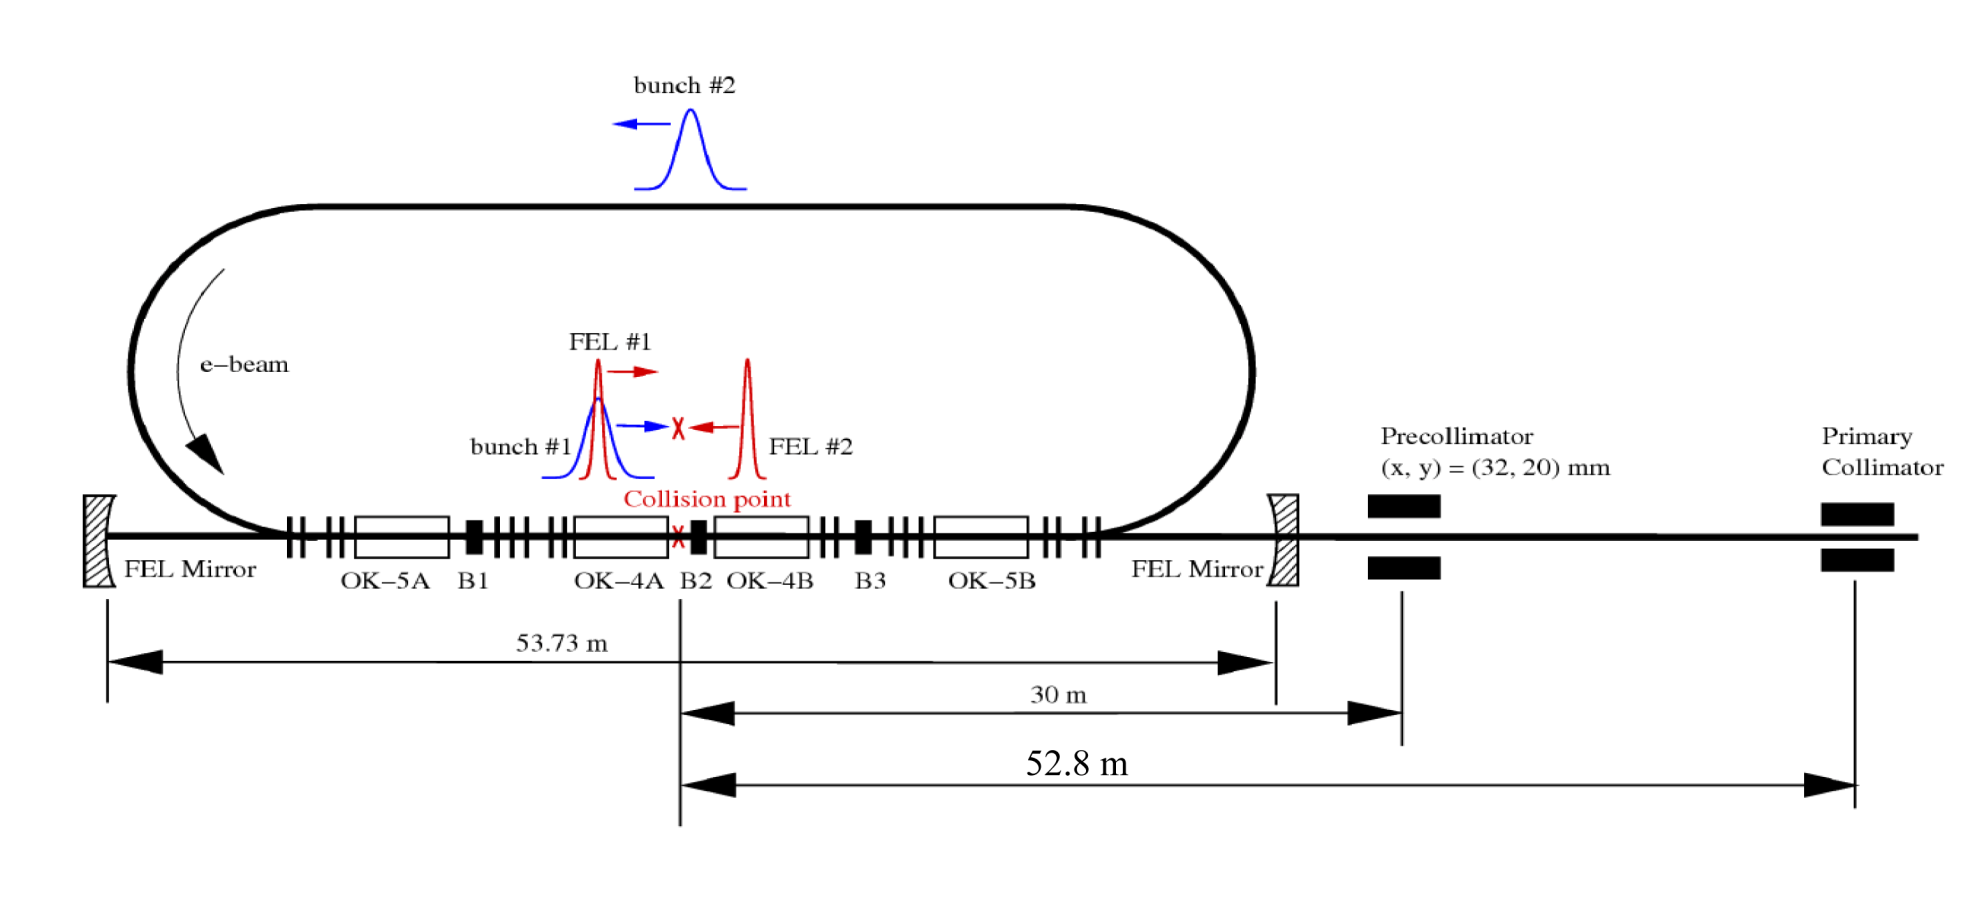 bunch #2
FEL #1
e−beam
bunch #1
FEL #2
Collision point
Precollimator
(x, y) = (32, 20) mm
Primary
Collimator
FEL Mirror
OK−5A
B1
OK−4A
B2
OK−4B
B3
OK−5B
FEL Mirror
53.73 m
30 m
52.8 m